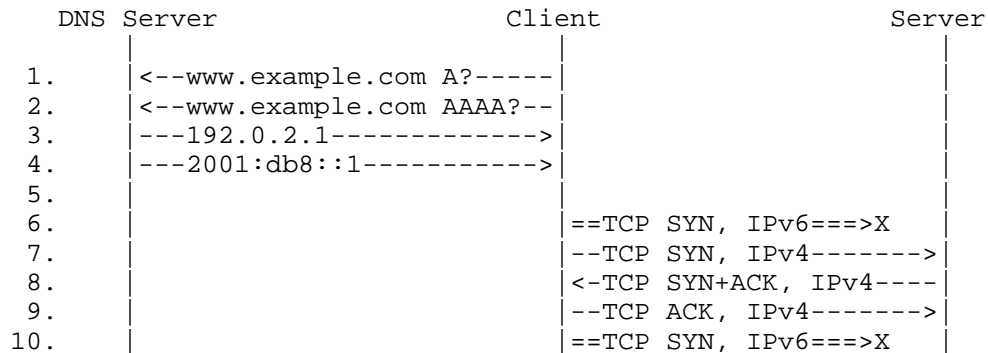 DNS Server                  Client                  Server
        |                          |                       |
  1.    |<--www.example.com A?-----|                       |
  2.    |<--www.example.com AAAA?--|                       |
  3.    |---192.0.2.1------------->|                       |
  4.    |---2001:db8::1----------->|                       |
  5.    |                          |                       |
  6.    |                          |==TCP SYN, IPv6===>X   |
  7.    |                          |--TCP SYN, IPv4------->|
  8.    |                          |<-TCP SYN+ACK, IPv4----|
  9.    |                          |--TCP ACK, IPv4------->|
 10.    |                          |==TCP SYN, IPv6===>X   |